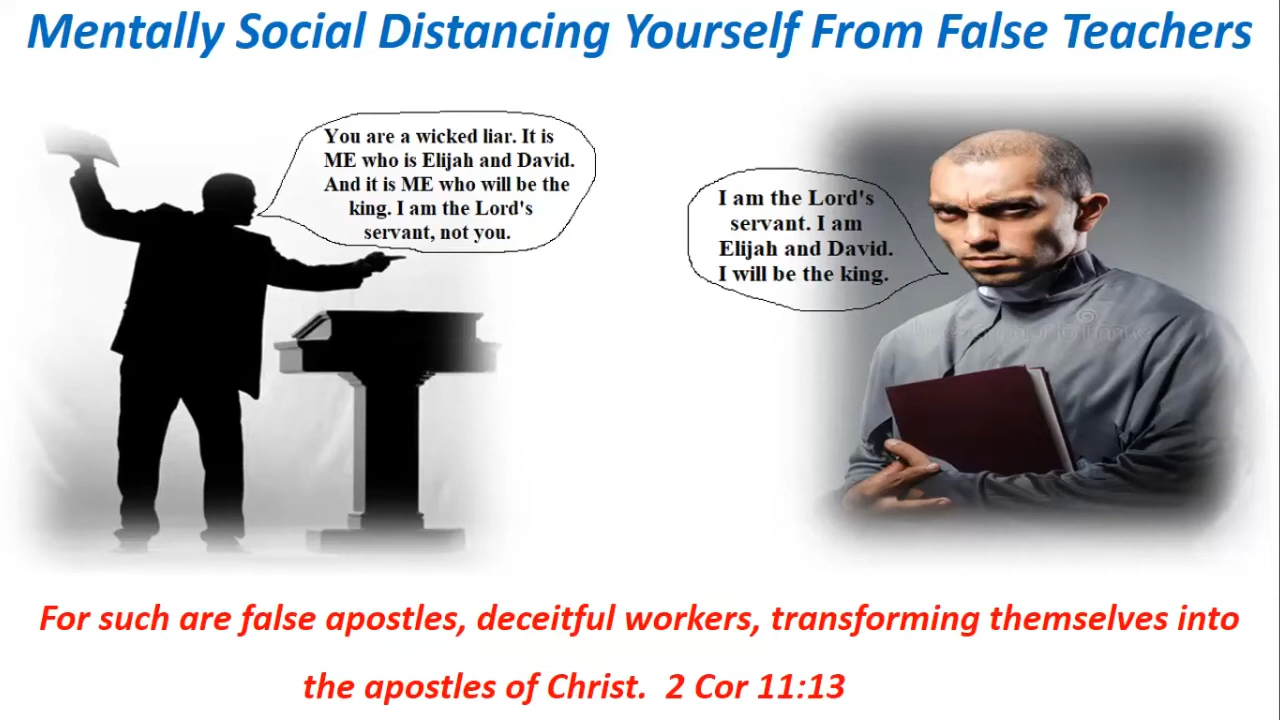 Mentally Social Distancing Yourself From False Teachers
You are a wicked liar. It is
ME who is Elijah and David.
And it is ME who will be the
king. I am the Lord's
servant, not you.
I am the Lord's
servant. I am
Elijah and David.
I will be the king.
For such are false apostles, deceitful workers, transforming themselves into
the apostles of Christ. 2 Cor 11:13